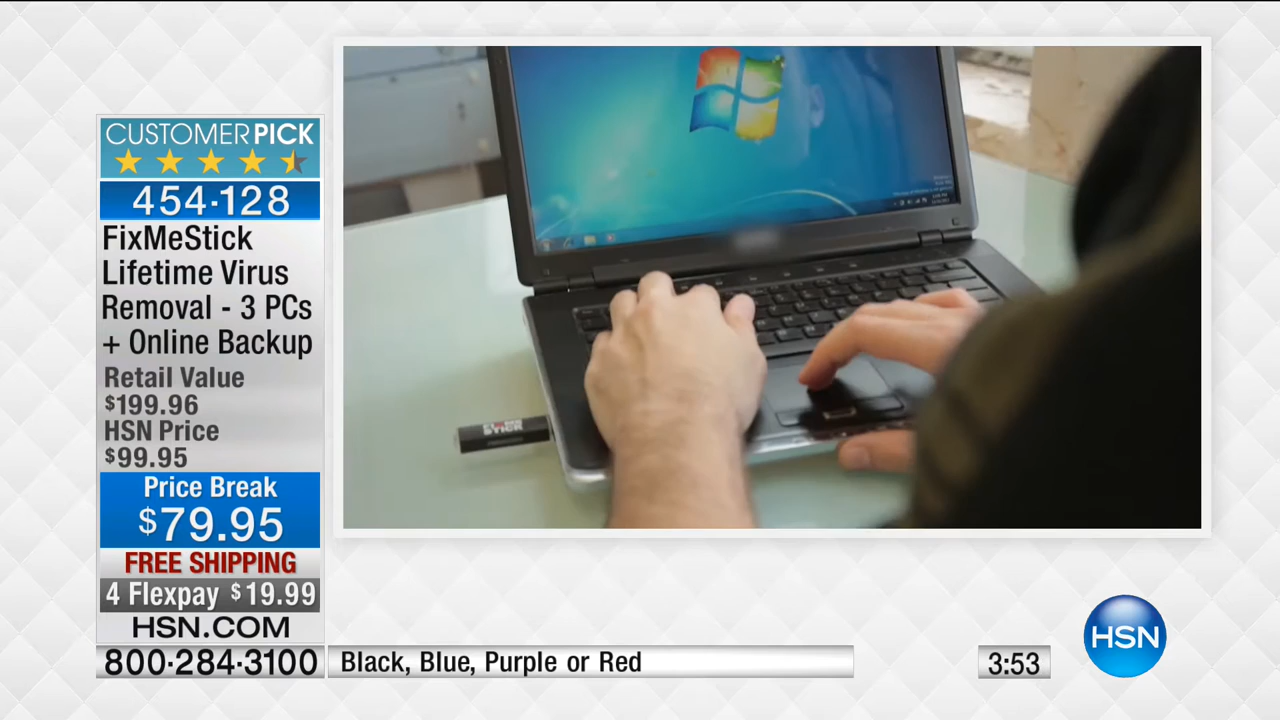 CUSTOMER PICK
454·128
FixMeStick
Lifetime Virus
Removal - 3 PCs
+ Online Backup
Retail Value
$199.96
HSN Price
$99.95
Price Break
$79.95
FREE SHIPPING
4 Flexpay $19.99
HSN.COM
800·284·3100
Black, Blue, Purple or Red
3:53
HSN
STICK